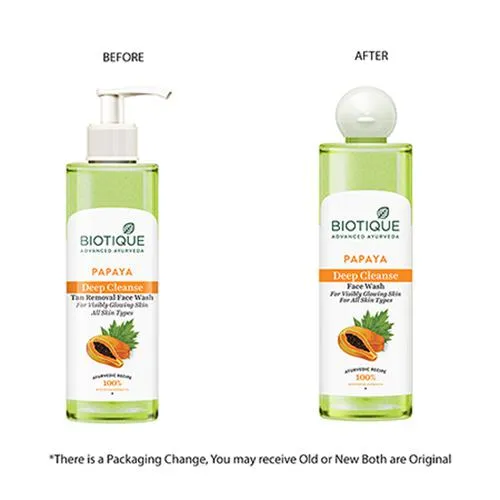 BEFORE
AFTER
BIOTIQUE
ADVANCED AYURVEDA
PAPAYA
Deep Cleanse
Tan Removal Face Wash
For Visibly Glowing Skin
All Skin Types
AYURVEDIC RECIPE
100%
BIOTIQUE
ADVANCED AYURVEDA
PAPAYA
Deep Cleanse
Face Wash
For Visibly Glowing Skin
For All Skin Types
AYURVEDIC RECIPE
100%
*There is a Packaging Change, You may receive Old or New Both are Original